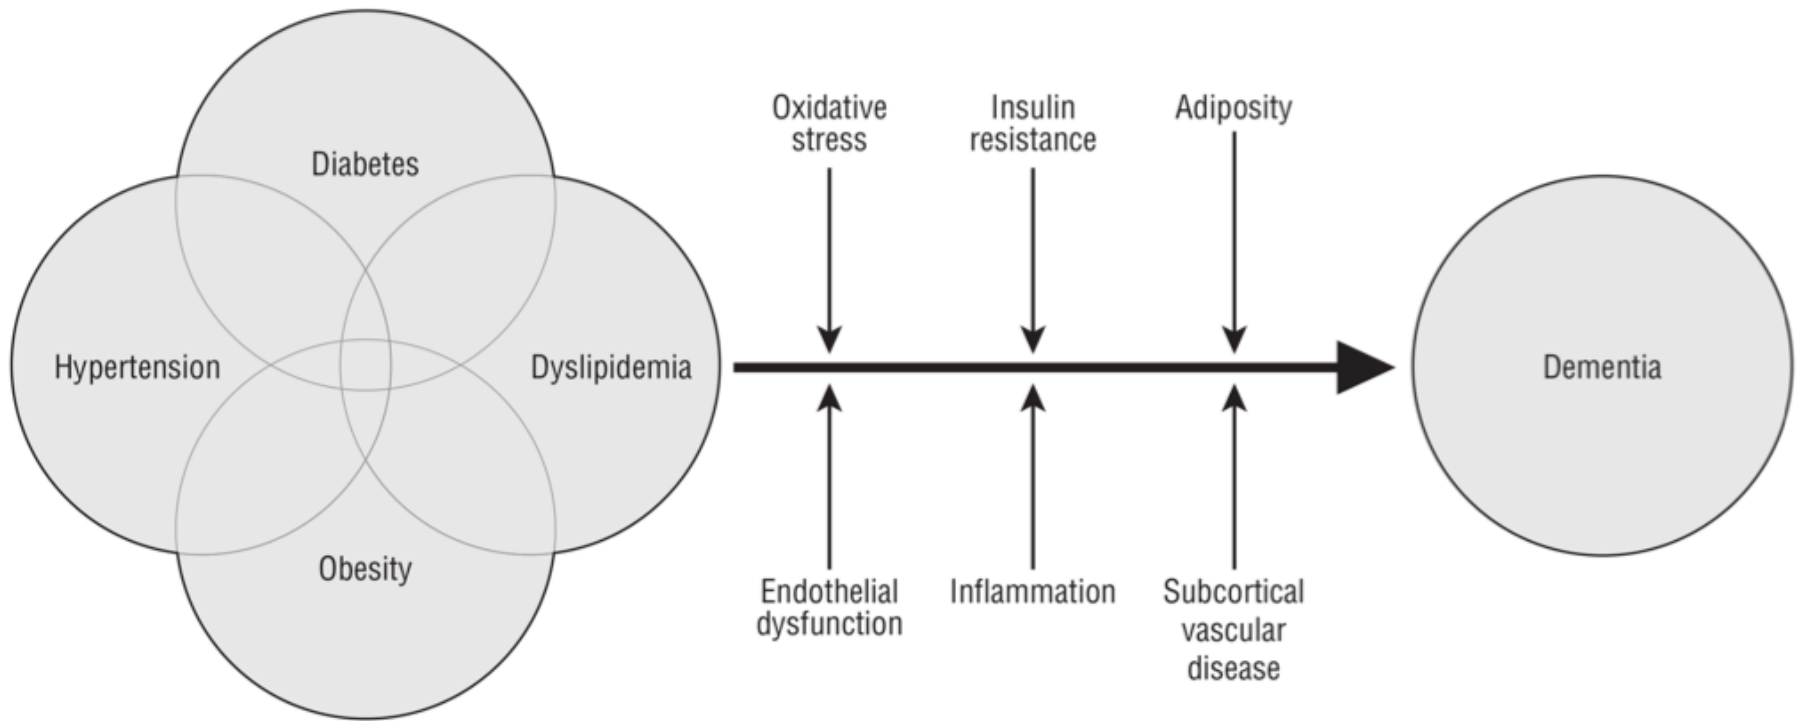 Diabetes
Hypertension
Dyslipidemia
Obesity
Oxidative
stress
Insulin
resistance
Adiposity
Endothelial
dysfunction
Inflammation
Subcortical
vascular
disease
Dementia